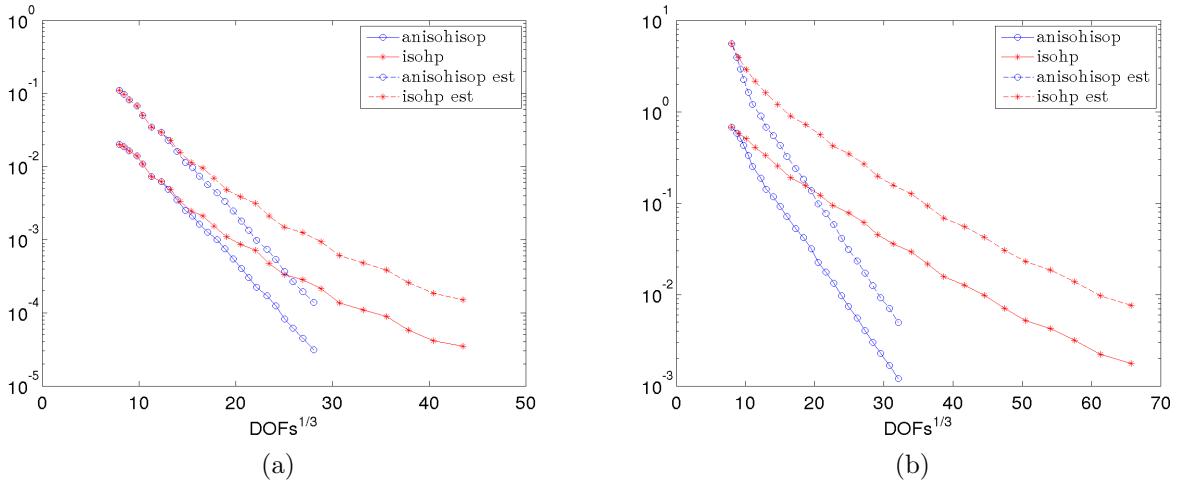 10^0
10^-1
10^-2
10^-3
10^-4
10^-5
0 10 20 30 40 50
DOFs^1/3
anisohisop
isohp
anisohisop est
isohp est
(a)
10^1
10^0
10^-1
10^-2
10^-3
0 10 20 30 40 50 60 70
DOFs^1/3
anisohisop
isohp
anisohisop est
isohp est
(b)